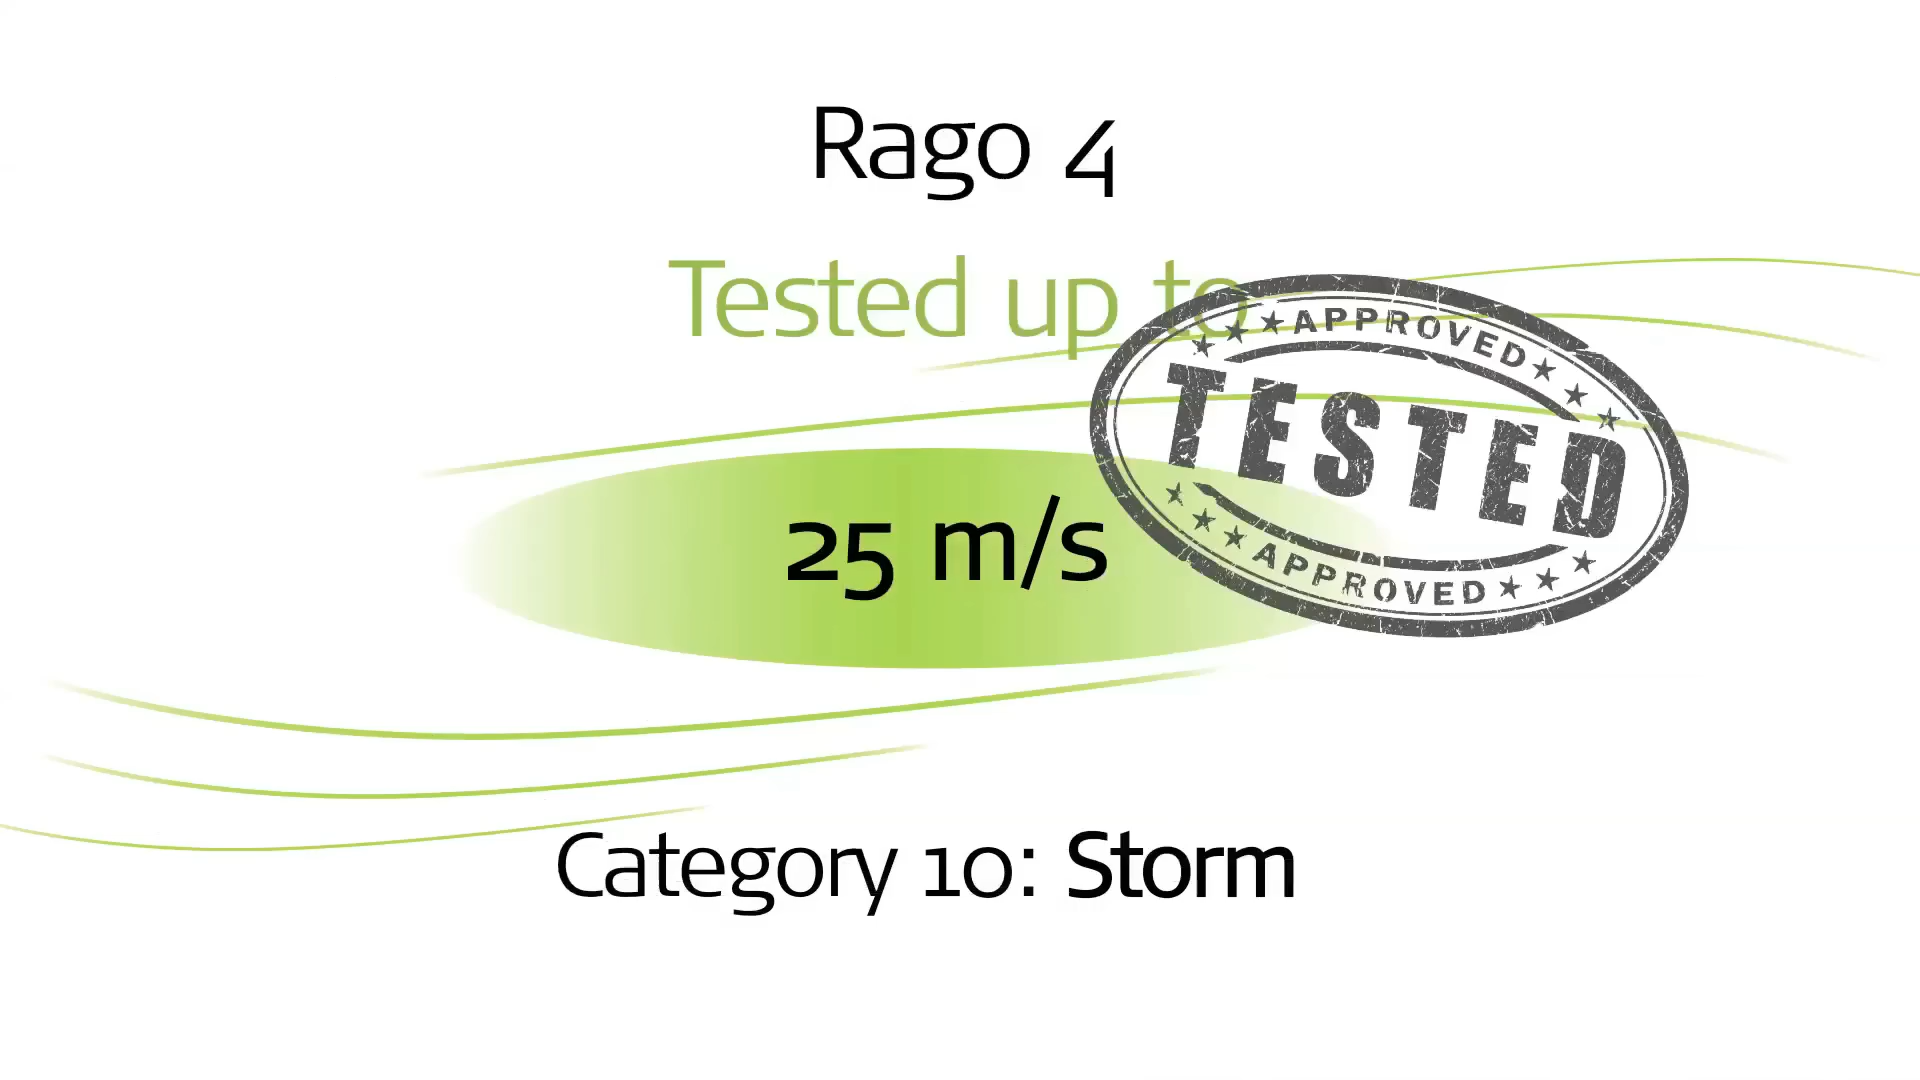 Rago 4
Tested up to
APPROVED
TESTED
APPROVED
25 m/s
Category 10: Storm